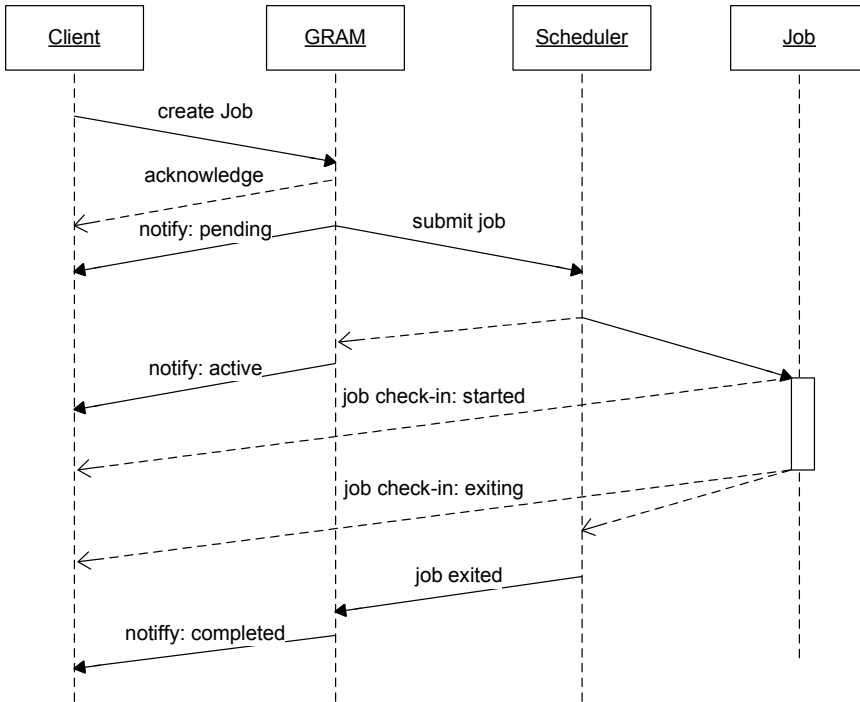 Client
GRAM
Scheduler
Job
create Job
acknowledge
notify: pending
submit job
notify: active
job check-in: started
job check-in: exiting
job exited
notiffy: completed